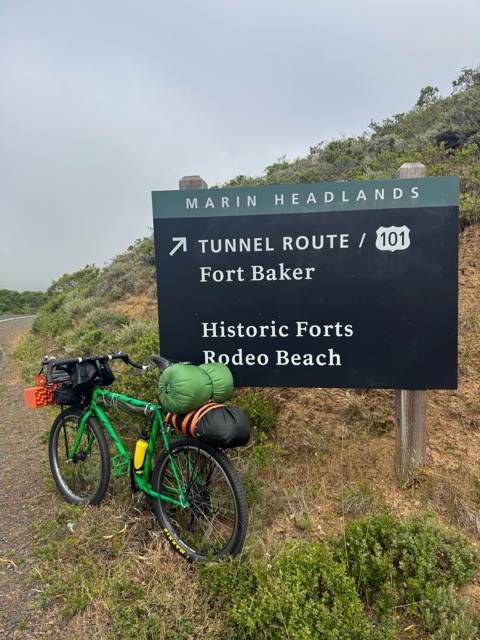 MARIN HEADLANDS
TUNNEL ROUTE / 101
Fort Baker
Historic Forts
Rodeo Beach